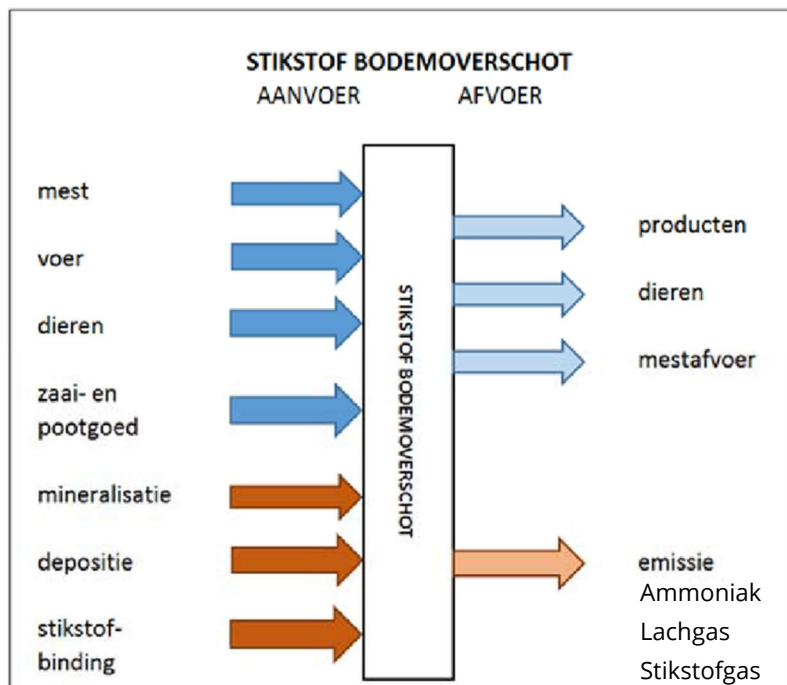 STIKSTOF BODEMOVERSCHOT
AANVOER AFVOER
mest
voer
dieren
zaai- en
pootgoed
mineralisatie
depositie
stikstof-
binding
STIKSTOF BODEMOVERSCHOT
producten
dieren
mestafvoer
emissie
Ammoniak
Lachgas
Stikstofgas